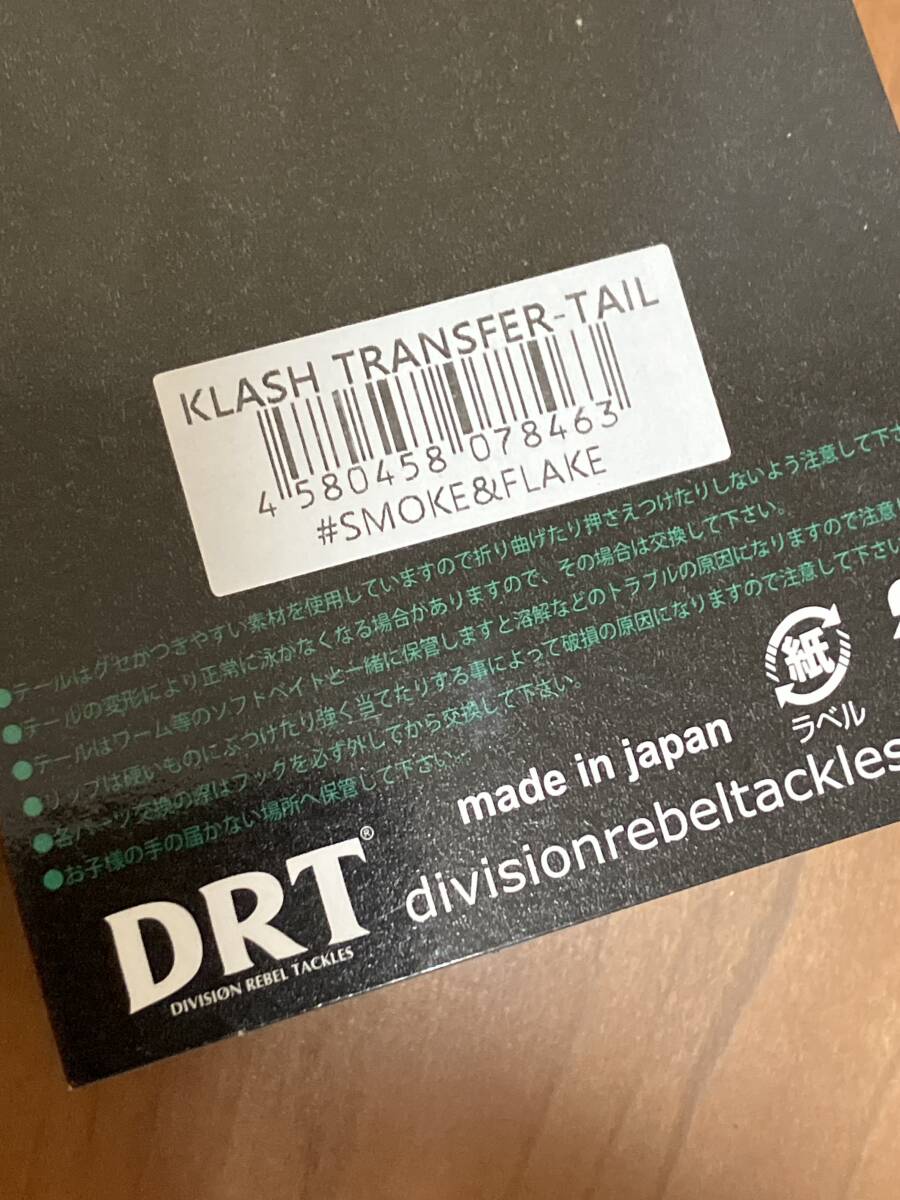 KLASH TRANSFER-TAIL
4 580458 078463
#SMOKE&FLAKE
●テールはグセがつきやすい素材を使用していますので折り曲げたり押さえつけたりしないよう注意して下さ
●テールの変形により正常に泳がなくなる場合がありますので、その場合は交換して下さい。
●テールはワーム等のソフトベイトと一緒に保管しますと溶解などのトラブルの原因になりますので注意し
●リップは硬いものにぶつけたり強く当てたりする事によって破損の原因になりますので注意して下さい
●各パーツ交換の際はフックを必ず外してから交換して下さい。
●お子様の手の届かない場所へ保管して下さい...
紙
ラベル
made in japan
divisionrebeltackles
DRT®
DIVISIØN REBEL TACKLES